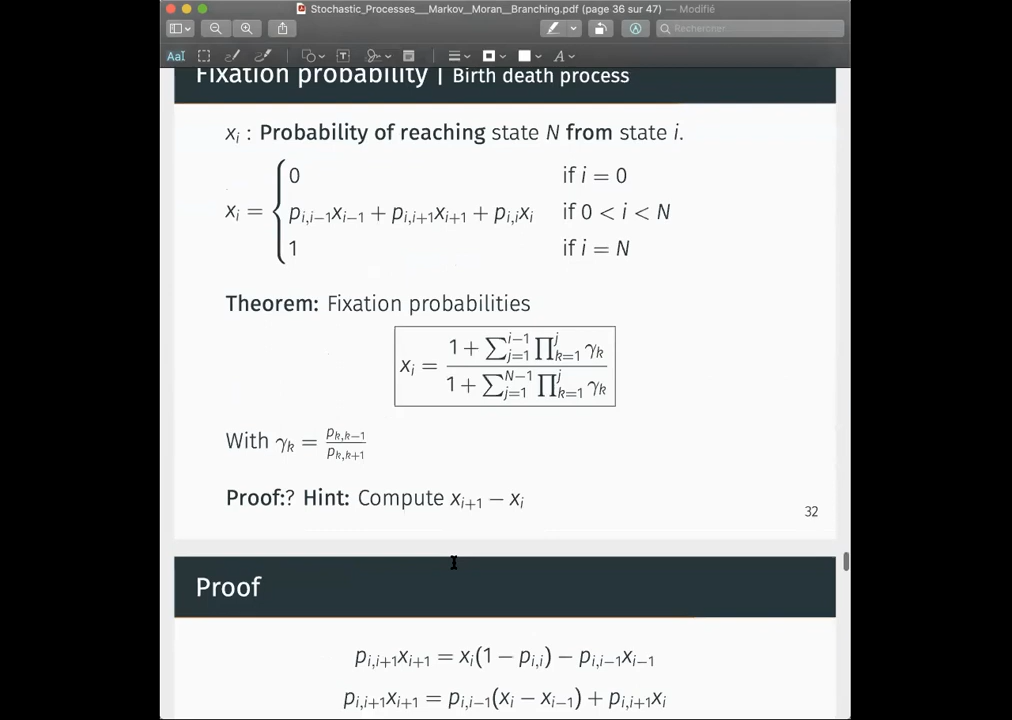 Stochastic_Processes___Markov_Moran__Branching.pdf (page 36 sur 47) — Modifié
Rechercher
Fixation probability | Birth death process
x_i : Probability of reaching state N from state i.
x_i = { 0 if i = 0
p_{i,i−1}x_{i−1} + p_{i,i+1}x_{i+1} + p_{i,i}x_i if 0 < i < N
1 if i = N
Theorem: Fixation probabilities
x_i = \frac{1 + ∑_{j=1}^{i−1} ∏_{k=1}^{j} γ_k}{1 + ∑_{j=1}^{N−1} ∏_{k=1}^{j} γ_k}
With γ_k = \frac{p_{k,k−1}}{p_{k,k+1}}
Proof:? Hint: Compute x_{i+1} − x_i
32
Proof
p_{i,i+1}x_{i+1} = x_i(1 − p_{i,i}) − p_{i,i−1}x_{i−1}
p_{i,i+1}x_{i+1} = p_{i,i−1}(x_i − x_{i−1}) + p_{i,i+1}x_i